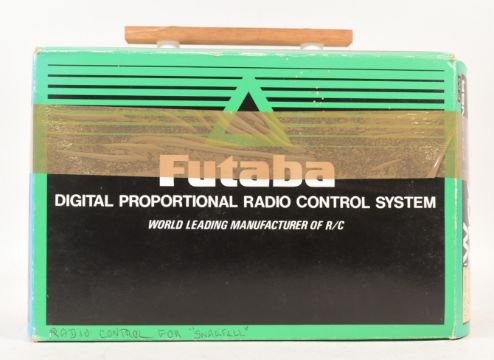 Futaba
DIGITAL PROPORTIONAL RADIO CONTROL SYSTEM
WORLD LEADING MANUFACTURER OF R/C
RADIO CONTROL FOR "SNAEFELL"